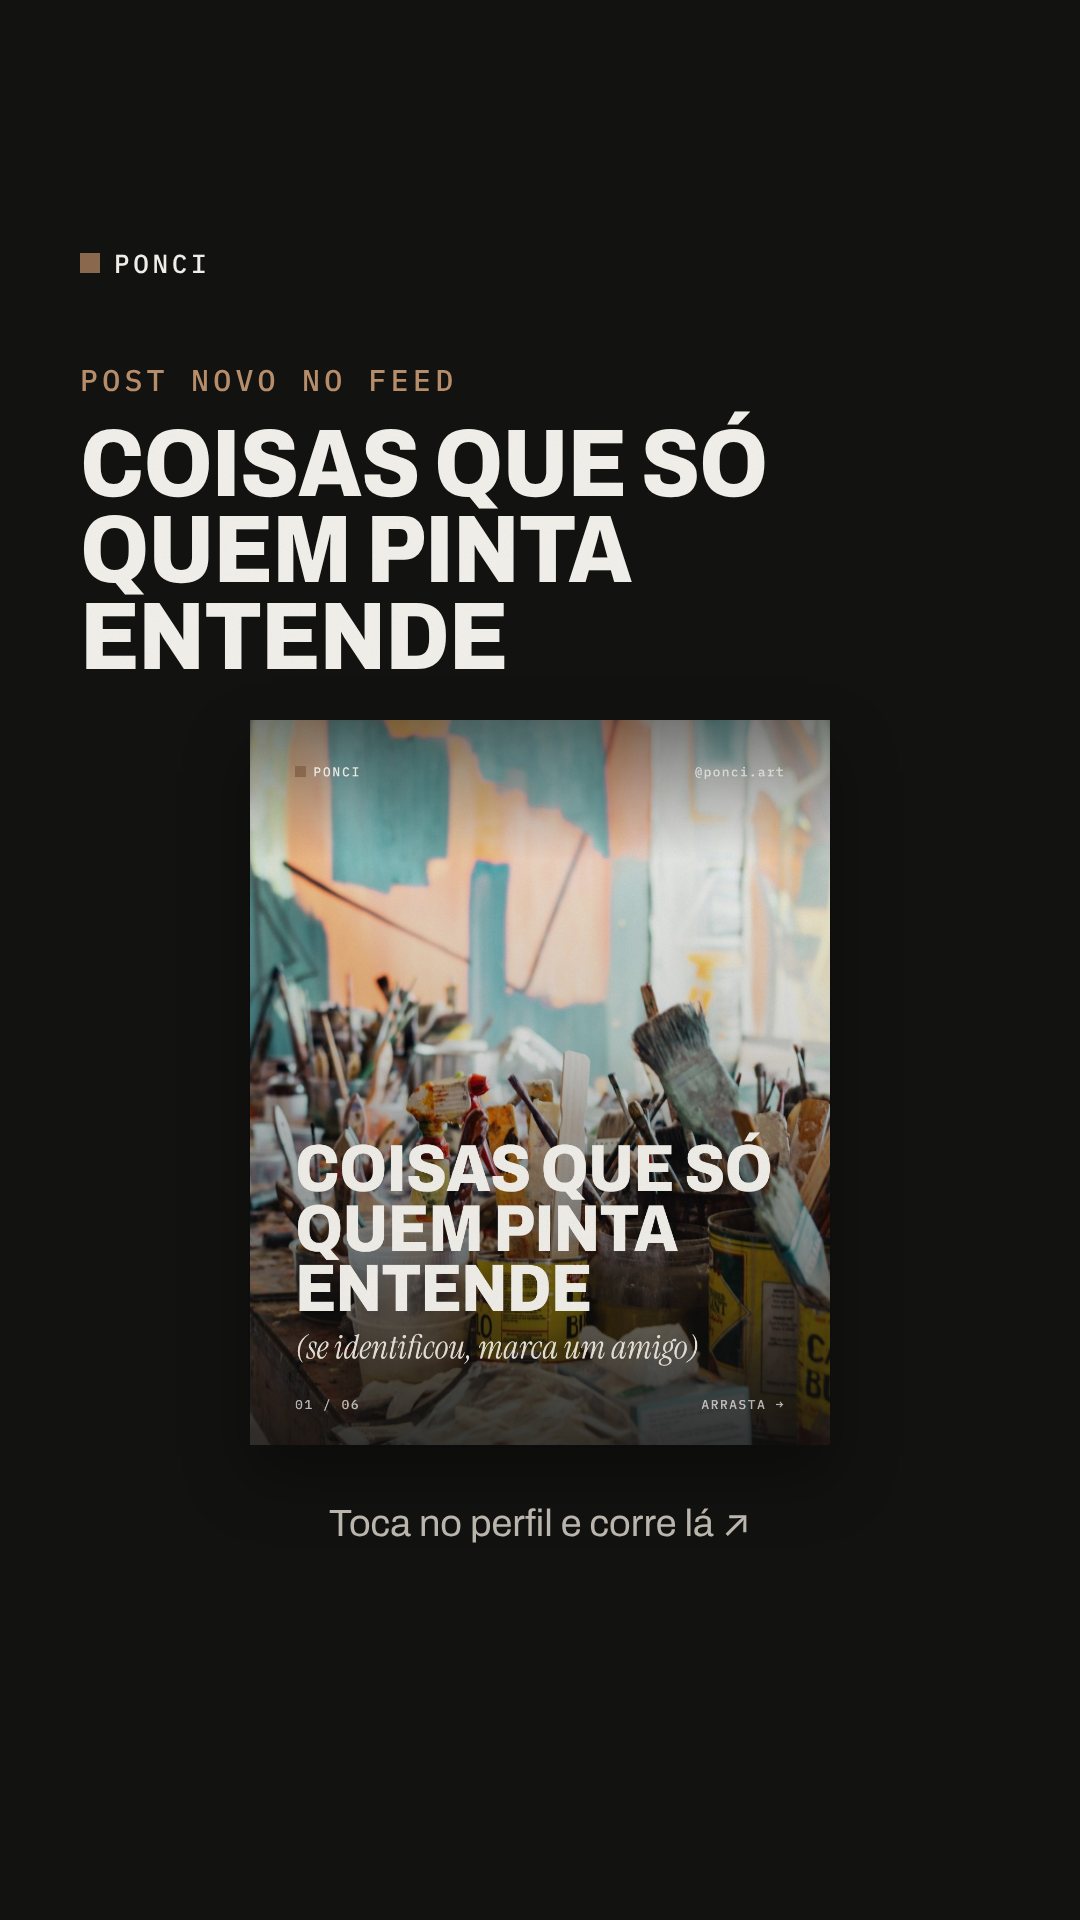 PONCI
POST NOVO NO FEED
COISAS QUE SÓ
QUEM PINTA
ENTENDE
PONCI
@ponci.art
COISAS QUE SÓ
QUEM PINTA
ENTENDE
(se identificou, marca um amigo)
01 / 06
ARRASTA →
Toca no perfil e corre lá ↗